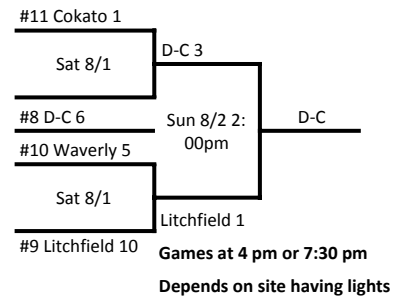 #11 Cokato 1
Sat 8/1
D-C 3
#8 D-C 6
Sun 8/2 2:
00pm
D-C
#10 Waverly 5
Sat 8/1
Litchfield 1
#9 Litchfield 10
Games at 4 pm or 7:30 pm
Depends on site having lights